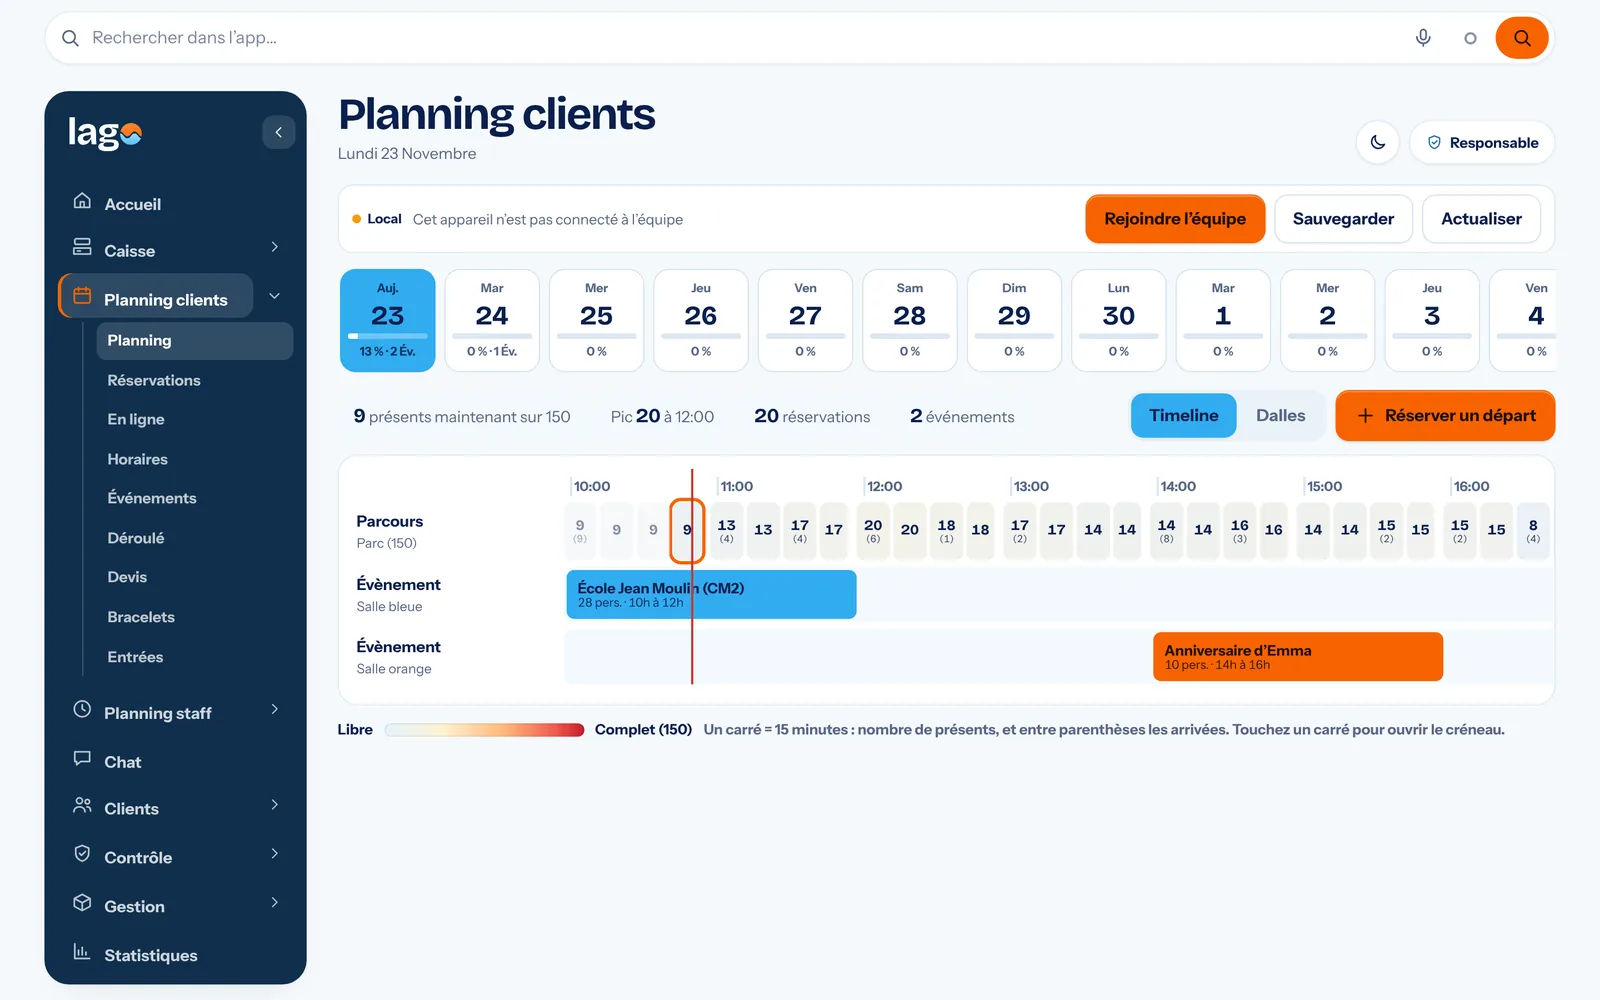 Rechercher dans l’app...
lago
Accueil
Caisse
Planning clients
Planning
Réservations
En ligne
Horaires
Événements
Déroulé
Devis
Bracelets
Entrées
Planning staff
Chat
Clients
Contrôle
Gestion
Statistiques
Planning clients
Lundi 23 Novembre
Responsable
Local Cet appareil n’est pas connecté à l’équipe
Rejoindre l’équipe
Sauvegarder
Actualiser
Auj. Mar Mer Jeu Ven Sam Dim Lun Mar Mer Jeu Ven
23 24 25 26 27 28 29 30 1 2 3 4
13 % · 2 Év. 0 % · 1 Év. 0 % 0 % 0 % 0 % 0 % 0 % 0 % 0 % 0 % 0 %
9 présents maintenant sur 150 Pic 20 à 12:00 20 réservations 2 événements
Timeline Dalles
+ Réserver un départ
10:00 11:00 12:00 13:00 14:00 15:00 16:00
Parcours
Parc (150)
9 9 9 9 13 13 17 17 20 20 18 18 17 17 14 14 14 14 16 16 14 14 15 15 15 15 8
(9) (4) (4) (6) (1) (2) (8) (3) (2) (2) (4)
Évènement
Salle bleue
École Jean Moulin (CM2)
28 pers. · 10h à 12h
Évènement
Salle orange
Anniversaire d’Emma
10 pers. · 14h à 16h
Libre Complet (150) Un carré = 15 minutes : nombre de présents, et entre parenthèses les arrivées. Touchez un carré pour ouvrir le créneau.